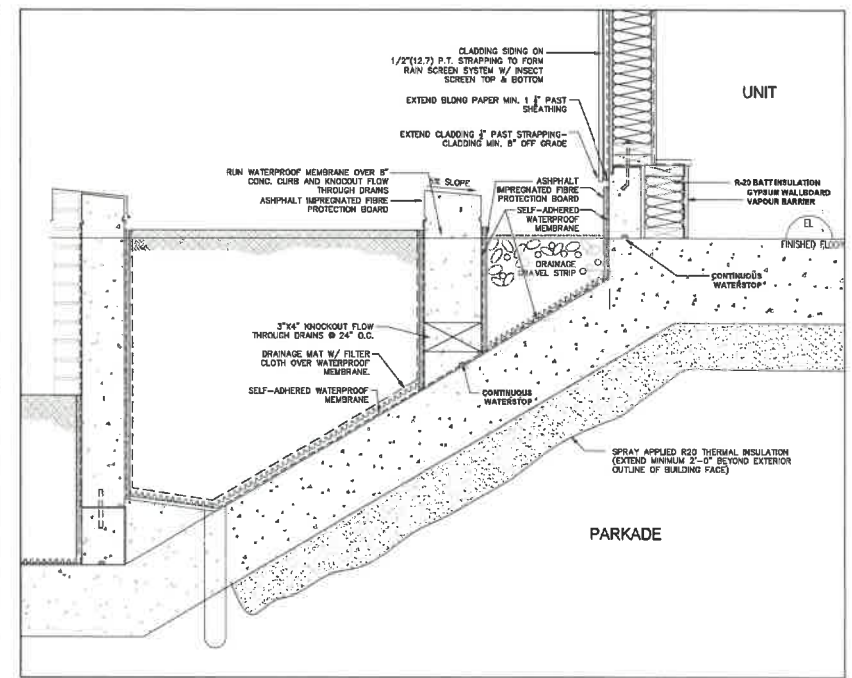 CLADDING SIDING ON
1/2"(12.7) P.T. STRAPPING TO FORM
RAIN SCREEN SYSTEM W/ INSECT
SCREEN TOP & BOTTOM
UNIT
EXTEND BLDNG PAPER MIN. 1 ½" PAST
SHEATHING
EXTEND CLADDING ½" PAST STRAPPING-
CLADDING MIN. 8" OFF GRADE
RUN WATERPROOF MEMBRANE OVER 8"
CONC. CURB AND KNOCKOUT FLOW
THROUGH DRAINS
ASHPHALT IMPREGNATED FIBRE
PROTECTION BOARD
SLOPE
ASHPHALT
IMPREGNATED FIBRE
PROTECTION BOARD
SELF-ADHERED
WATERPROOF
MEMBRANE
R-20 BATT INSULATION
GYPSUM WALLBOARD
VAPOUR BARRIER
EL
FINISHED FLOOR
DRAINAGE
GRAVEL STRIP
CONTINUOUS
WATERSTOP
3"X4" KNOCKOUT FLOW
THROUGH DRAINS @ 24" O.C.
DRAINAGE MAT W/ FILTER
CLOTH OVER WATERPROOF
MEMBRANE.
SELF-ADHERED WATERPROOF
MEMBRANE
CONTINUOUS
WATERSTOP
SPRAY APPLIED R20 THERMAL INSULATION
(EXTEND MINIMUM 2'-0" BEYOND EXTERIOR
OUTLINE OF BUILDING FACE)
PARKADE